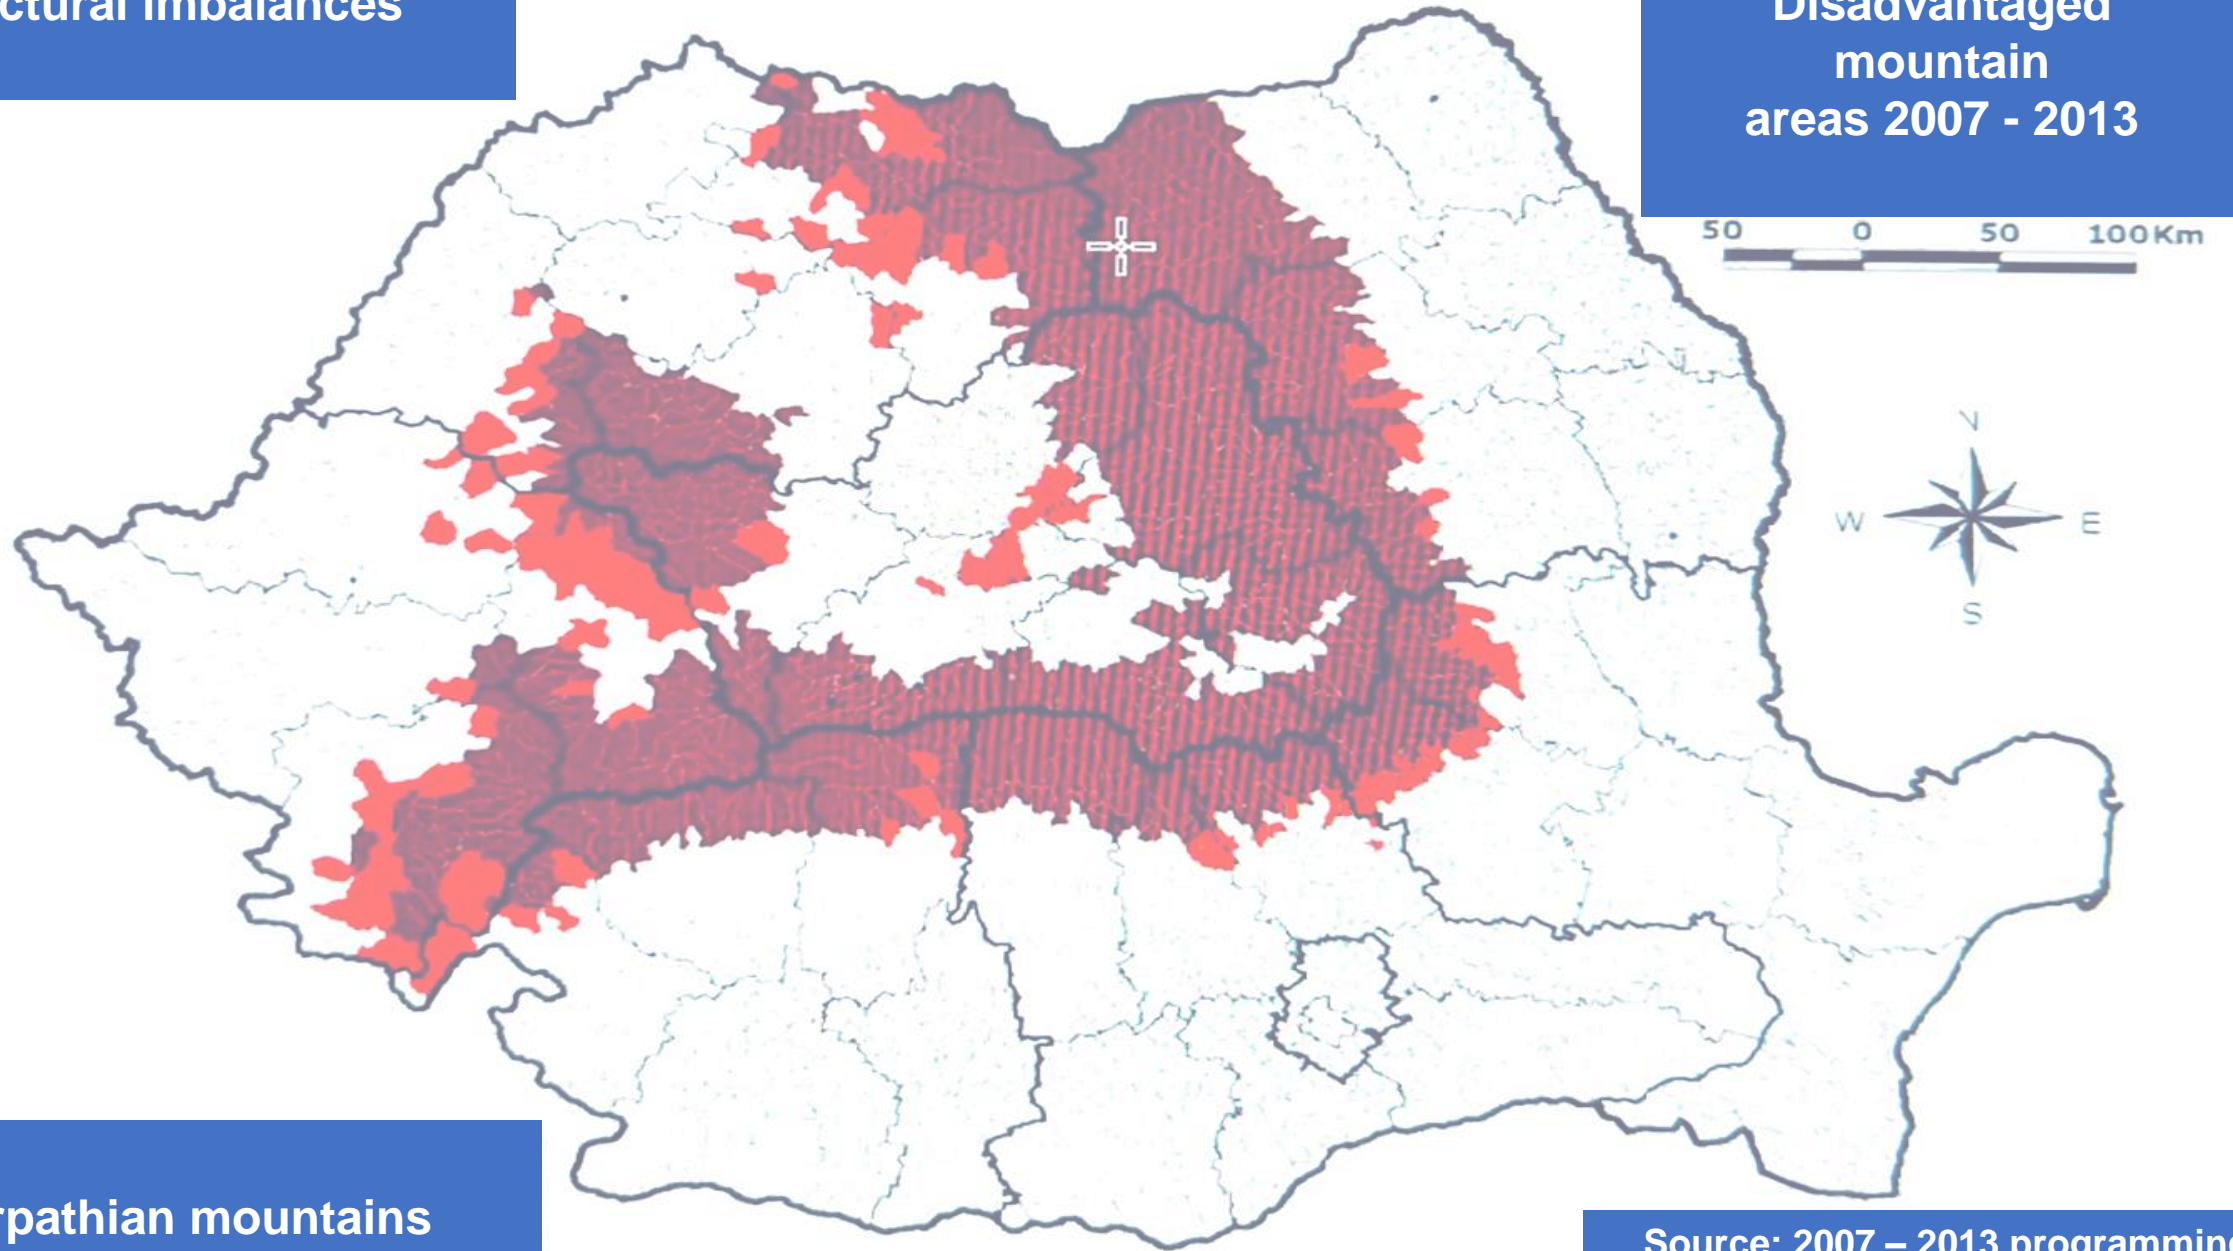 ctural imbalances
Disadvantaged
mountain
areas 2007 - 2013
50 0 50 100Km
N
W E
S
rpathian mountains
Source: 2007 – 2013 programming